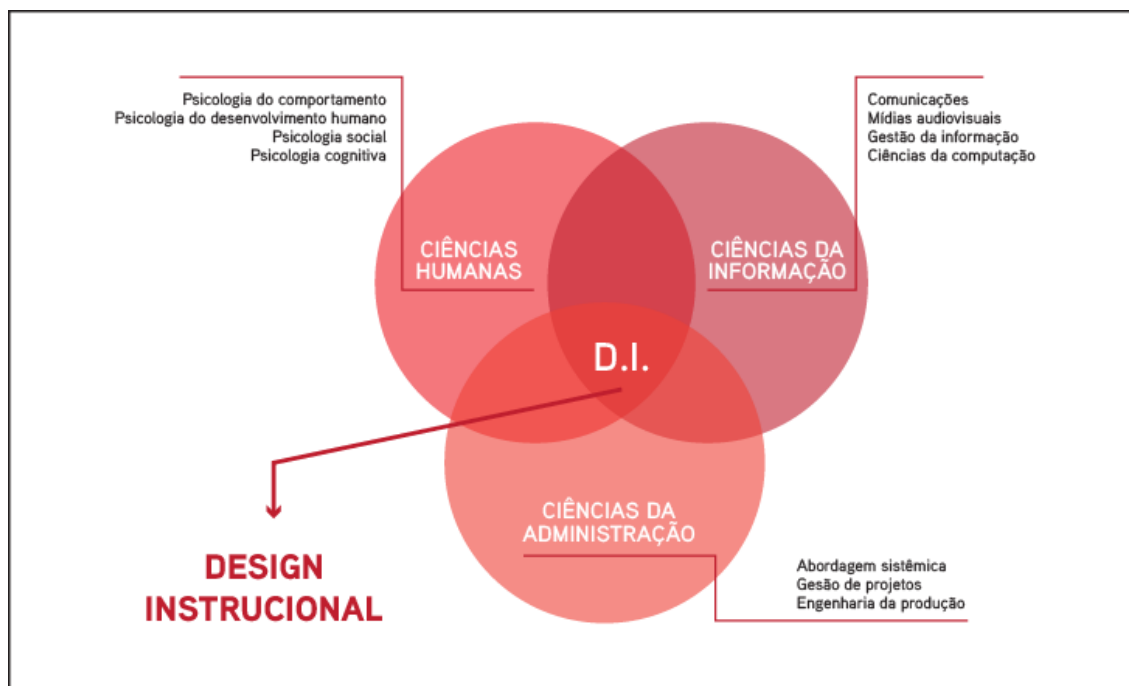 Psicologia do comportamento
Psicologia do desenvolvimento humano
Psicologia social
Psicologia cognitiva
Comunicações
Mídias audiovisuais
Gestão da informação
Ciências da computação
CIÊNCIAS
HUMANAS
CIÊNCIAS DA
INFORMAÇÃO
D.I.
CIÊNCIAS DA
ADMINISTRAÇÃO
DESIGN
INSTRUCIONAL
Abordagem sistêmica
Gesão de projetos
Engenharia da produção